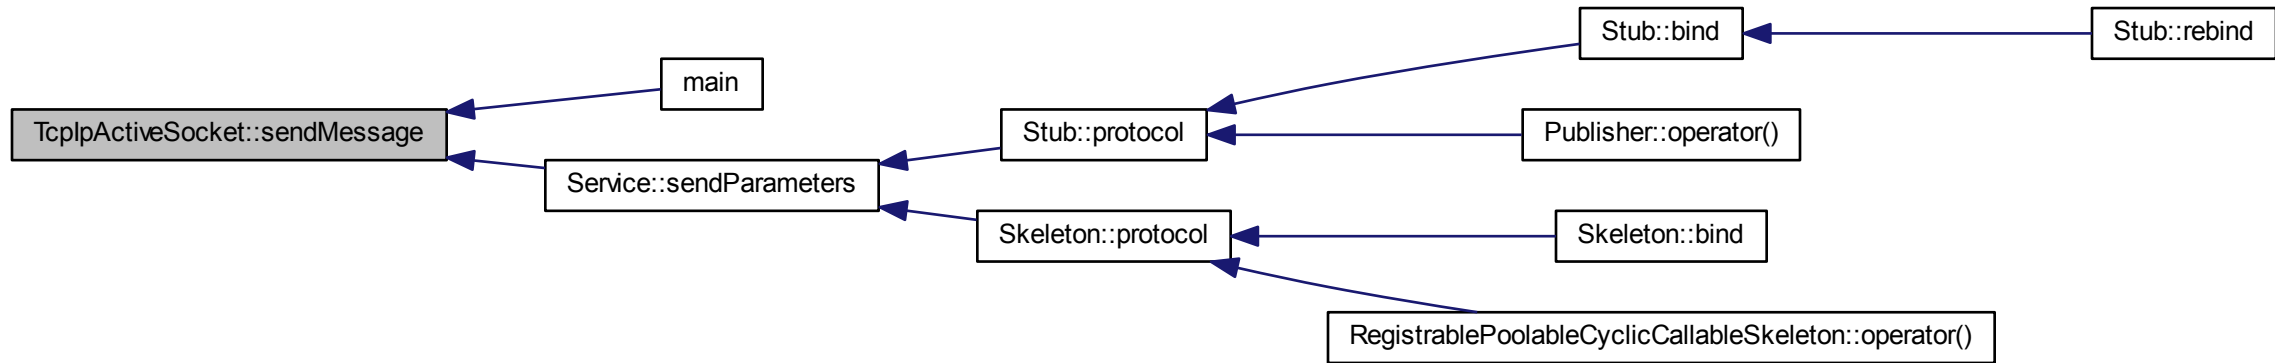 Stub::bind
Stub::rebind
main
TcpIpActiveSocket::sendMessage
Stub::protocol
Publisher::operator()
Service::sendParameters
Skeleton::protocol
Skeleton::bind
RegistrablePoolableCyclicCallableSkeleton::operator()